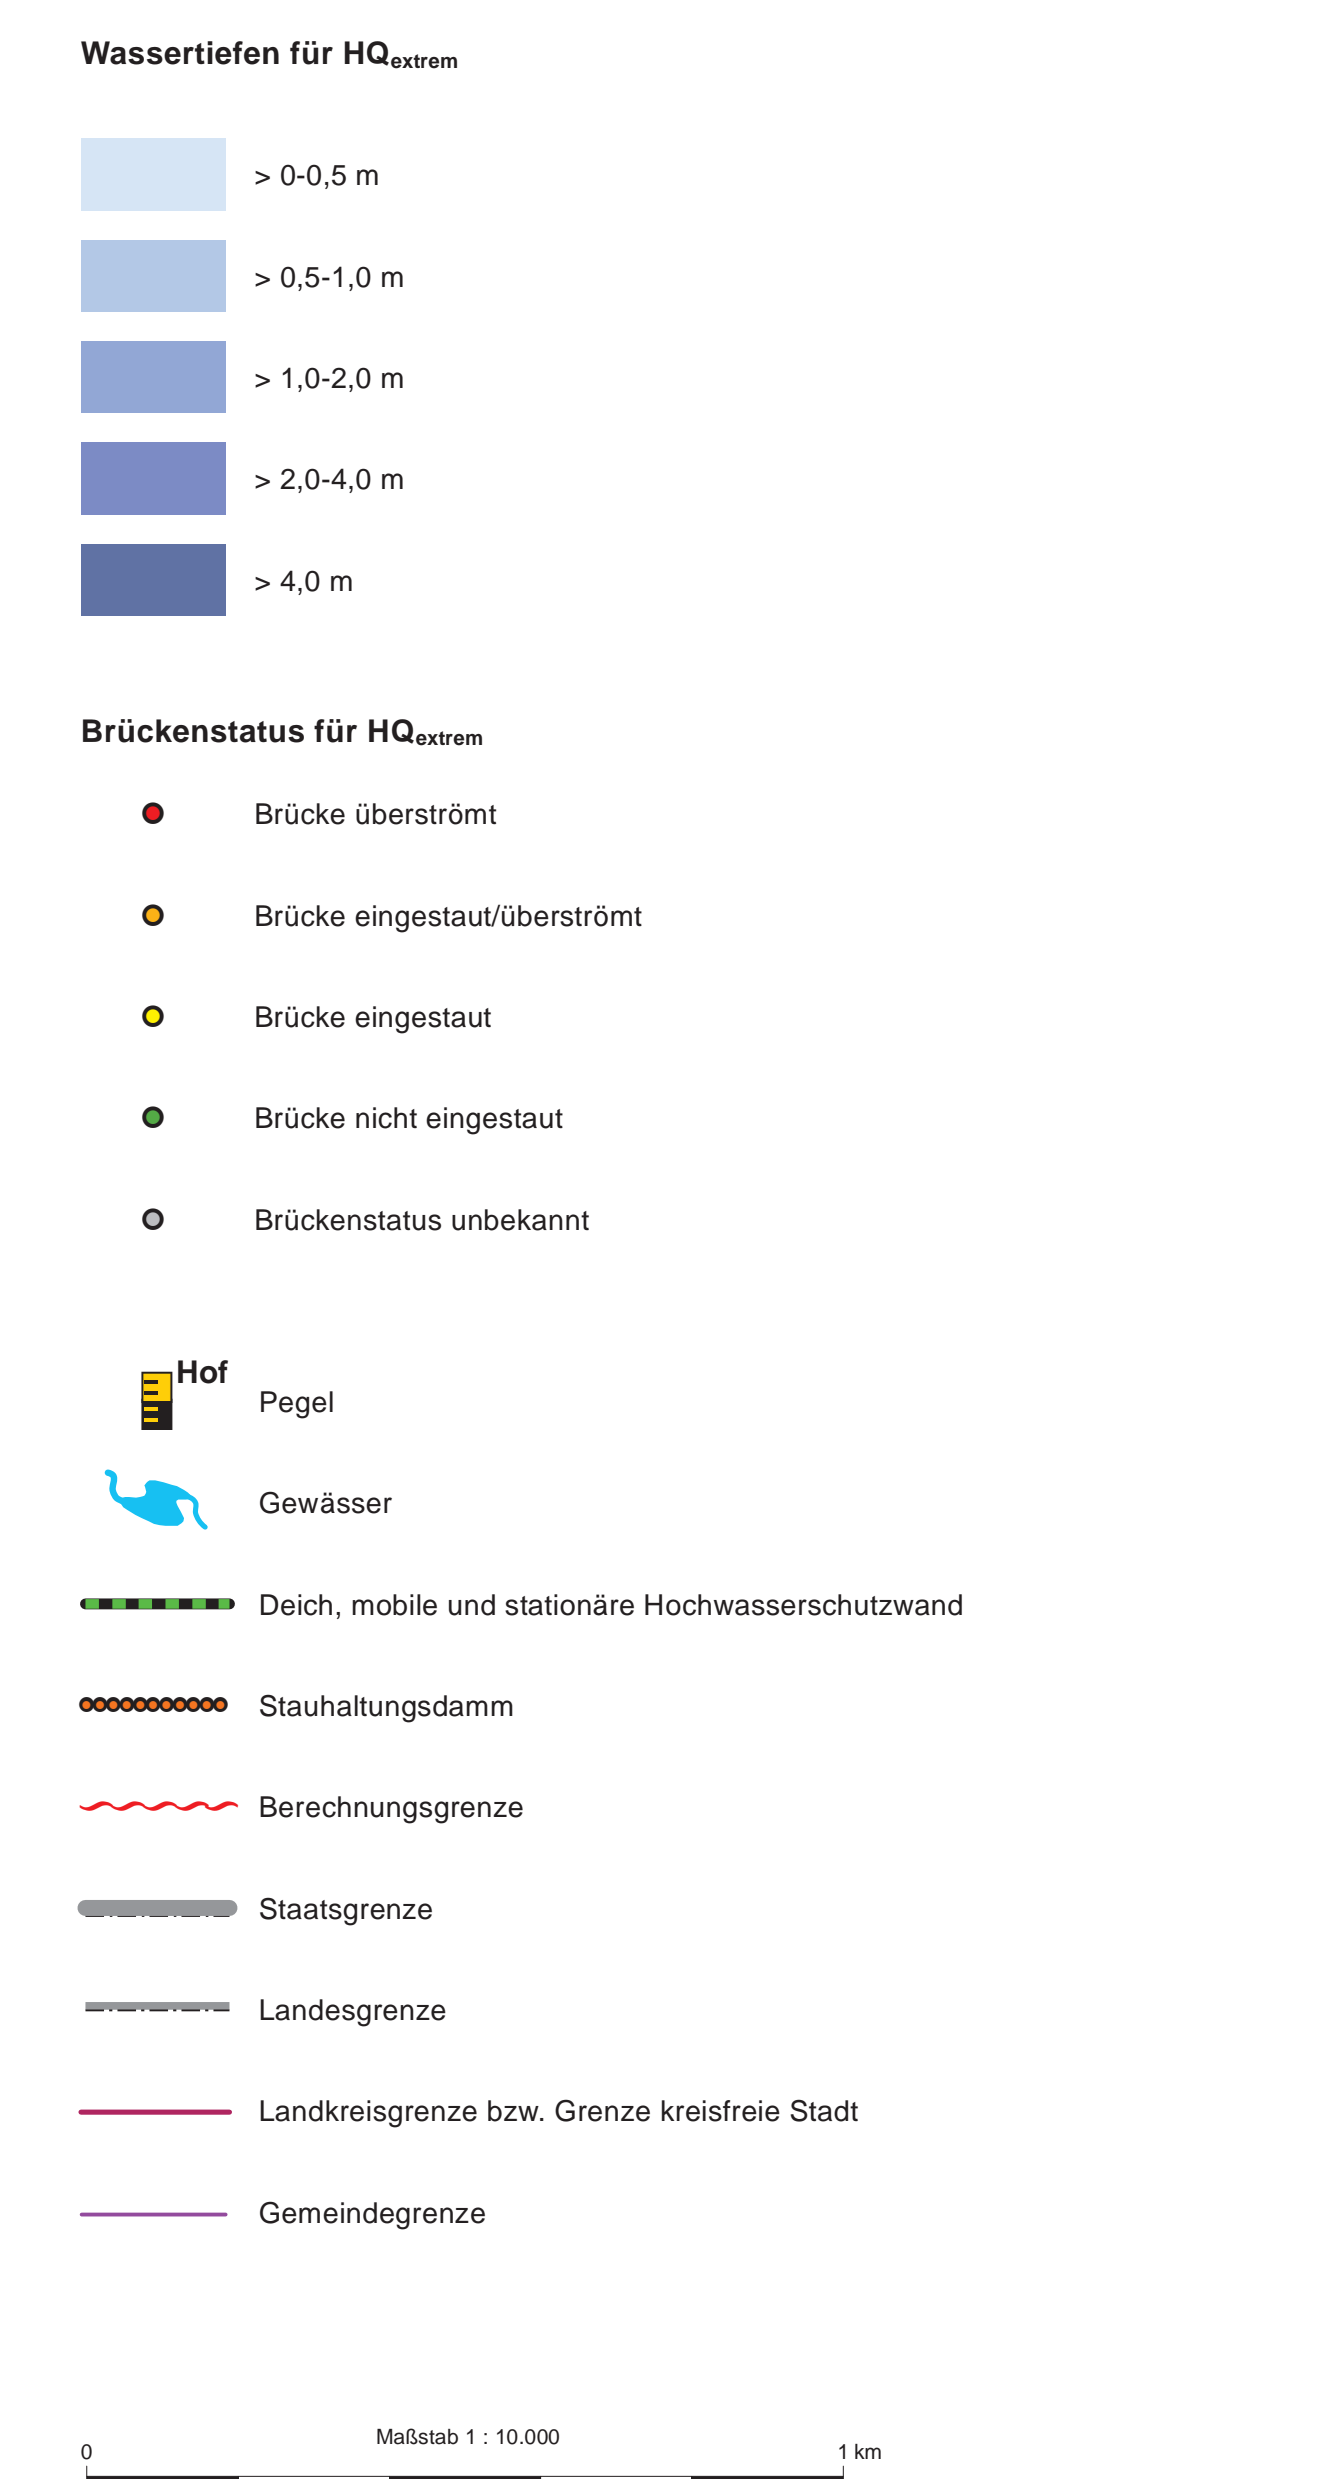 Wassertiefen für HQextrem
> 0-0,5 m
> 0,5-1,0 m
> 1,0-2,0 m
> 2,0-4,0 m
> 4,0 m
Brückenstatus für HQextrem
Brücke überströmt
Brücke eingestaut/überströmt
Brücke eingestaut
Brücke nicht eingestaut
Brückenstatus unbekannt
Hof
Pegel
Gewässer
Deich, mobile und stationäre Hochwasserschutzwand
Stauhaltungsdamm
Berechnungsgrenze
Staatsgrenze
Landesgrenze
Landkreisgrenze bzw. Grenze kreisfreie Stadt
Gemeindegrenze
Maßstab 1 : 10.000
0 1 km